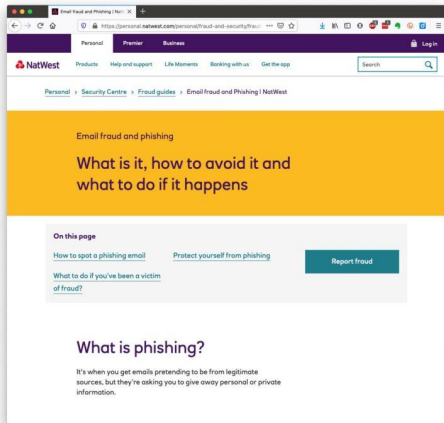 Email fraud and Phishing | Nat
https://personal.natwest.com/personal/fraud-and-security/fraud
Personal
Premier
Business
Log in
NatWest
Products
Help and support
Life Moments
Banking with us
Get the app
Search
Personal > Security Centre > Fraud guides > Email fraud and Phishing | NatWest
Email fraud and phishing
What is it, how to avoid it and
what to do if it happens
On this page
How to spot a phishing email
Protect yourself from phishing
Report fraud
What to do if you've been a victim
of fraud?
What is phishing?
It's when you get emails pretending to be from legitimate
sources, but they're asking you to give away personal or private
information.